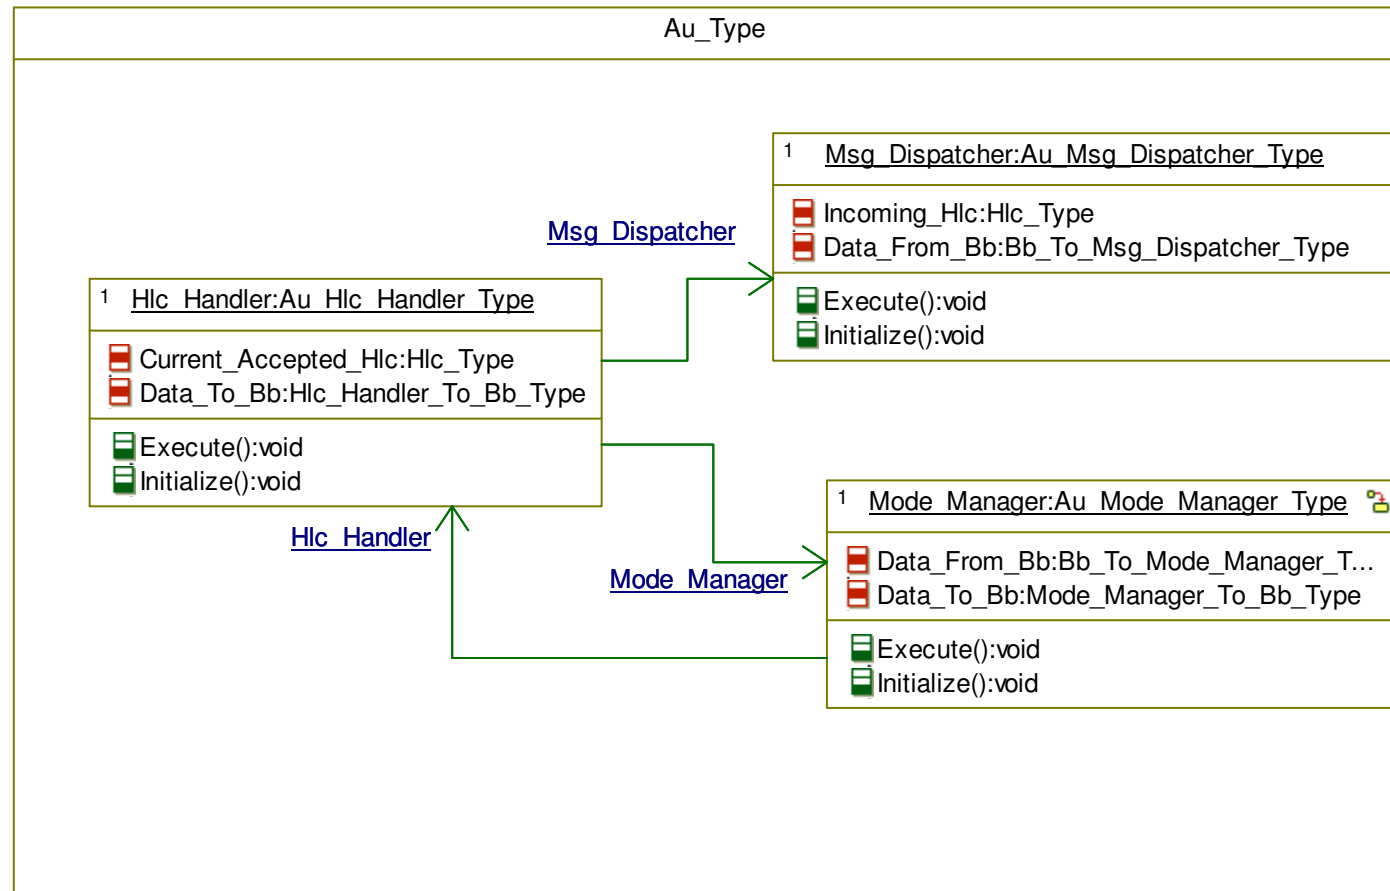 Au_Type
1 Msg_Dispatcher:Au_Msg_Dispatcher_Type
Incoming_Hlc:Hlc_Type
Data_From_Bb:Bb_To_Msg_Dispatcher_Type
Execute():void
Initialize():void
Msg_Dispatcher
1 Hlc_Handler:Au_Hlc_Handler_Type
Current_Accepted_Hlc:Hlc_Type
Data_To_Bb:Hlc_Handler_To_Bb_Type
Execute():void
Initialize():void
Hlc_Handler
Mode_Manager
1 Mode_Manager:Au_Mode_Manager_Type
Data_From_Bb:Bb_To_Mode_Manager_T...
Data_To_Bb:Mode_Manager_To_Bb_Type
Execute():void
Initialize():void